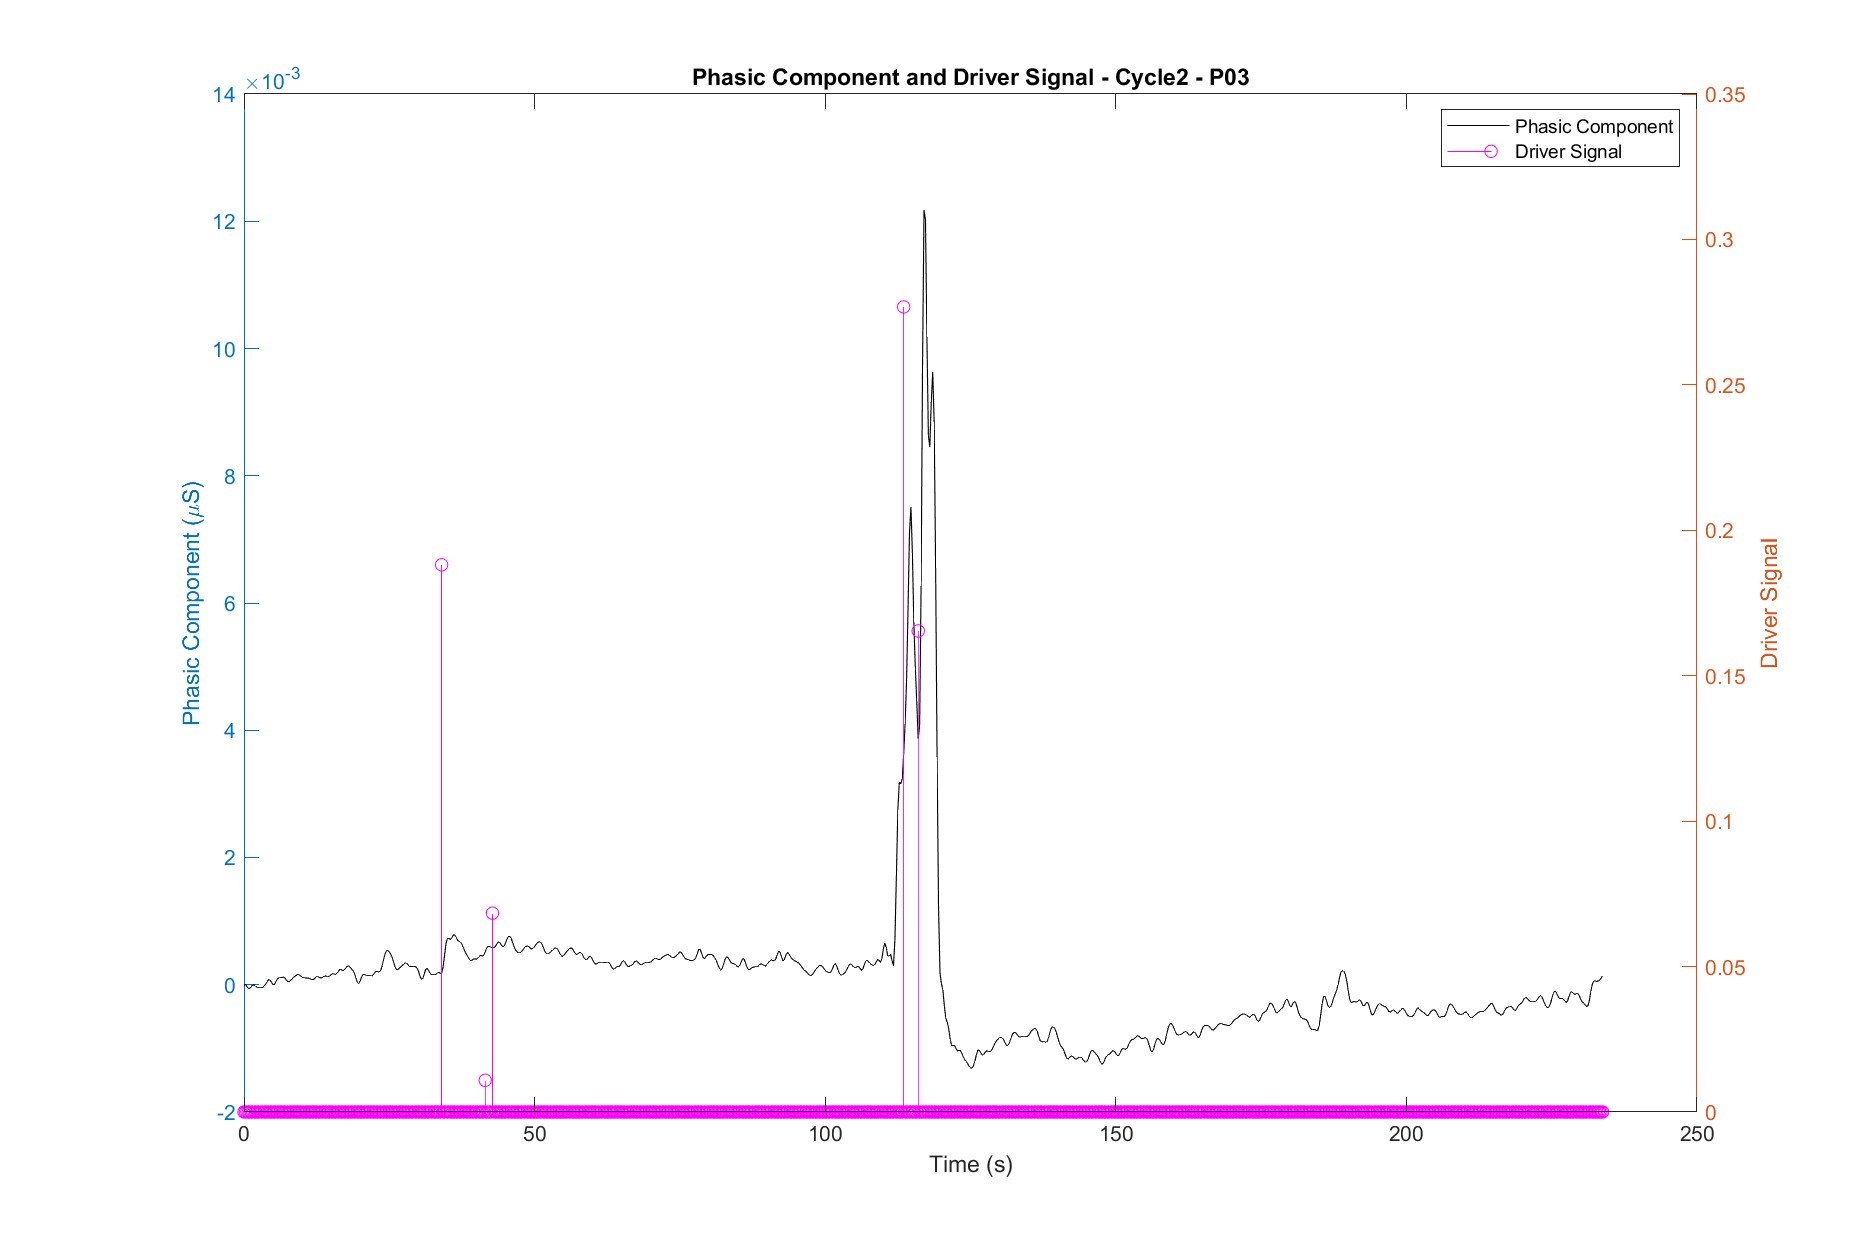 Phasic Component and Driver Signal - Cycle2 - P03
×10⁻³
14
12
10
8
6
4
2
0
-2
Phasic Component (μS)
0.35
0.3
0.25
0.2
0.15
0.1
0.05
0
Driver Signal
Phasic Component
Driver Signal
0 50 100 150 200 250
Time (s)